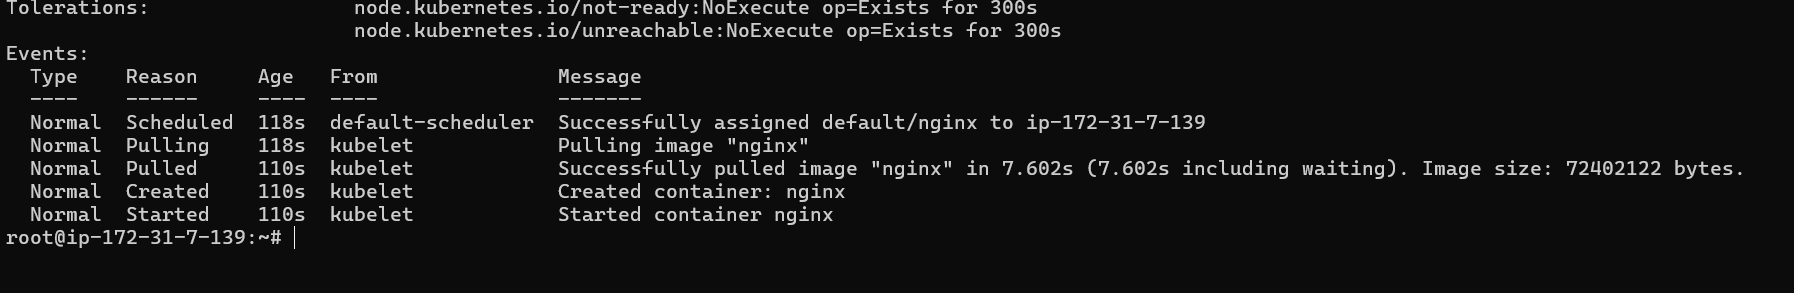 Tolerations:                 node.kubernetes.io/not-ready:NoExecute op=Exists for 300s
                             node.kubernetes.io/unreachable:NoExecute op=Exists for 300s
Events:
  Type    Reason     Age   From               Message
  ----    ------     ----  ----               -------
  Normal  Scheduled  118s  default-scheduler  Successfully assigned default/nginx to ip-172-31-7-139
  Normal  Pulling    118s  kubelet            Pulling image "nginx"
  Normal  Pulled     110s  kubelet            Successfully pulled image "nginx" in 7.602s (7.602s including waiting). Image size: 72402122 bytes.
  Normal  Created    110s  kubelet            Created container: nginx
  Normal  Started    110s  kubelet            Started container nginx
root@ip-172-31-7-139:~#